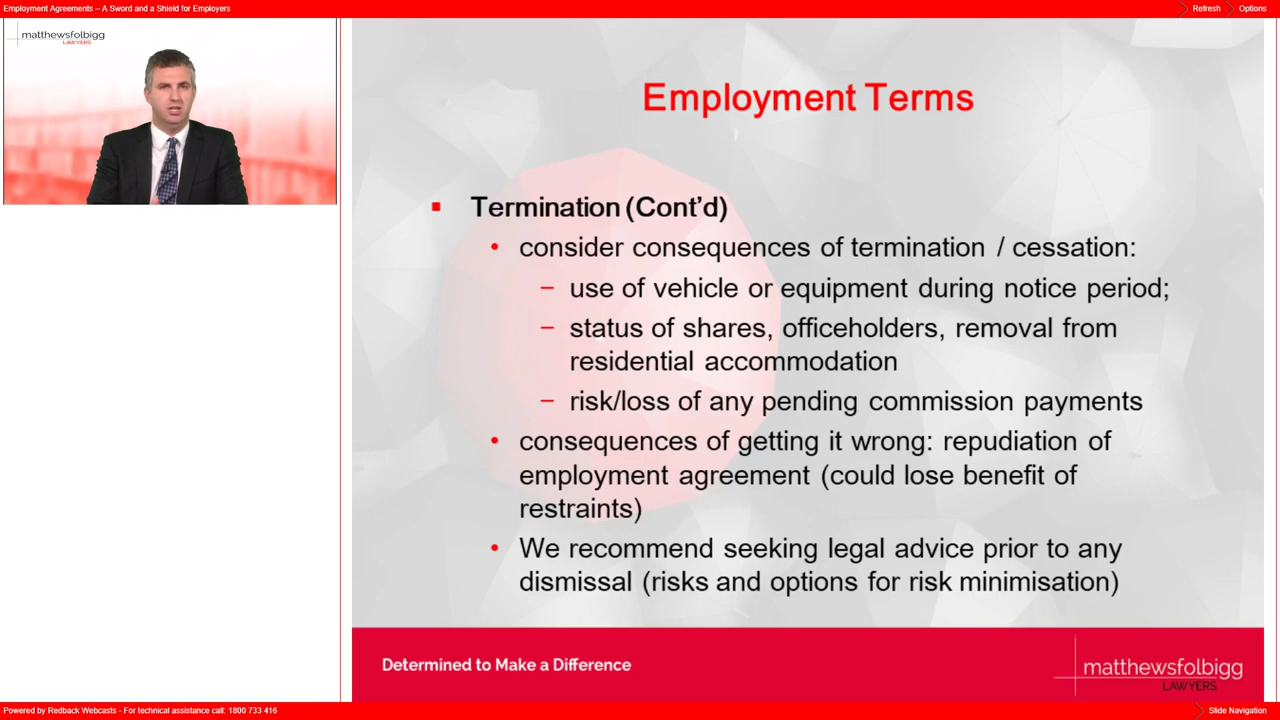 Employment Agreements – A Sword and a Shield for Employers
Refresh
Options
matthewsfolbigg
LAWYERS
Employment Terms
Termination (Cont'd)
consider consequences of termination / cessation:
use of vehicle or equipment during notice period;
status of shares, officeholders, removal from
residential accommodation
risk/loss of any pending commission payments
consequences of getting it wrong: repudiation of
employment agreement (could lose benefit of
restraints)
We recommend seeking legal advice prior to any
dismissal (risks and options for risk minimisation)
Determined to Make a Difference
matthewsfolbigg
LAWYERS
Powered by Redback Webcasts - For technical assistance call: 1800 733 416
Slide Navigation